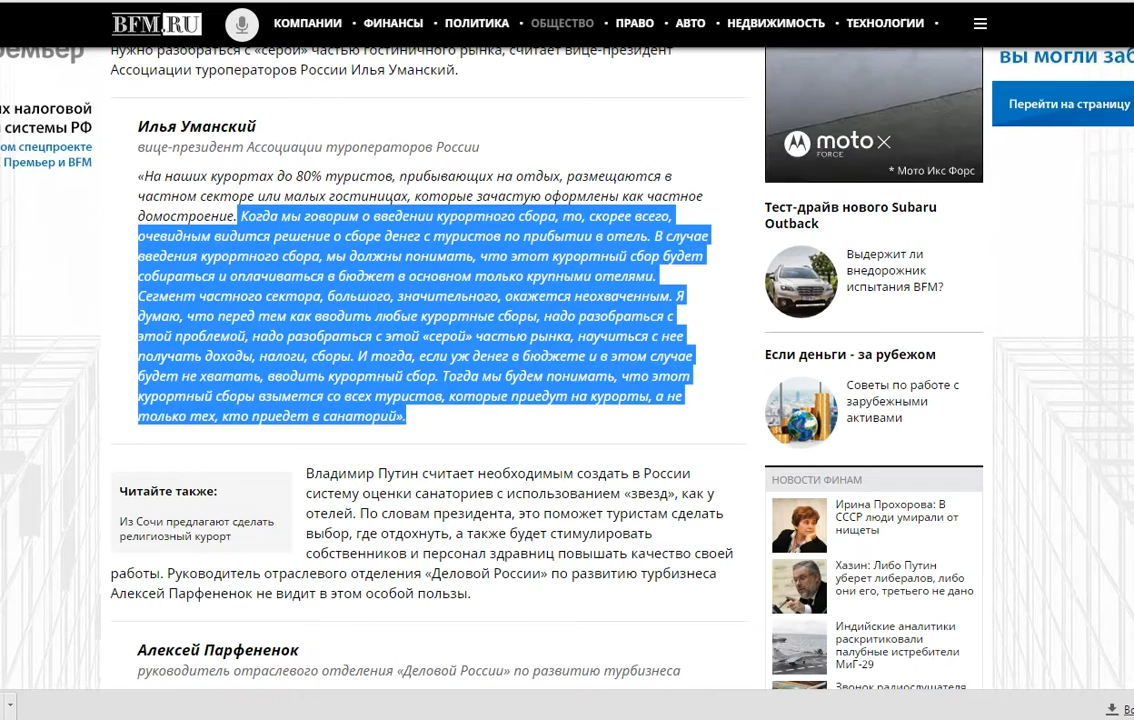 BFM.RU
КОМПАНИИ • ФИНАНСЫ • ПОЛИТИКА • ОБЩЕСТВО • ПРАВО • АВТО • НЕДВИЖИМОСТЬ • ТЕХНОЛОГИИ •
нужно разобраться с «серой» частью гостиничного рынка, считает вице-президент
Ассоциации туроператоров России Илья Уманский.
Илья Уманский
вице-президент Ассоциации туроператоров России
«На наших курортах до 80% туристов, прибывающих на отдых, размещаются в
частном секторе или малых гостиницах, которые зачастую оформлены как частное
домостроение. Когда мы говорим о введении курортного сбора, то, скорее всего,
очевидным видится решение о сборе денег с туристов по прибытии в отель. В случае
введения курортного сбора, мы должны понимать, что этот курортный сбор будет
собираться и оплачиваться в бюджет в основном только крупными отелями.
Сегмент частного сектора, большого, значительного, окажется неохваченным. Я
думаю, что перед тем как вводить любые курортные сборы, надо разобраться с
этой проблемой, надо разобраться с этой «серой» частью рынка, научиться с нее
получать доходы, налоги, сборы. И тогда, если уж денег в бюджете и в этом случае
будет не хватать, вводить курортный сбор. Тогда мы будем понимать, что этот
курортный сборы взымется со всех туристов, которые приедут на курорты, а не
только тех, кто приедет в санаторий».
Читайте также:
Из Сочи предлагают сделать
религиозный курорт
Владимир Путин считает необходимым создать в России
систему оценки санаториев с использованием «звезд», как у
отелей. По словам президента, это поможет туристам сделать
выбор, где отдохнуть, а также будет стимулировать
собственников и персонал здравниц повышать качество своей
работы. Руководитель отраслевого отделения «Деловой России» по развитию турбизнеса
Алексей Парфененок не видит в этом особой пользы.
Алексей Парфененок
руководитель отраслевого отделения «Деловой России» по развитию турбизнеса
ремьер
х налоговой
системы РФ
ом спецпроекте
Премьер и BFM
moto X
FORCE
* Мото Икс Форс
Тест-драйв нового Subaru
Outback
Выдержит ли
внедорожник
испытания BFM?
Если деньги - за рубежом
Советы по работе с
зарубежными
активами
НОВОСТИ ФИНАМ
Ирина Прохорова: В
СССР люди умирали от
нищеты
Хазин: Либо Путин
уберет либералов, либо
они его, третьего не дано
Индийские аналитики
раскритиковали
палубные истребители
МиГ-29
Звонок радиослушателя
вы могли заб
Перейти на страницу
Вс